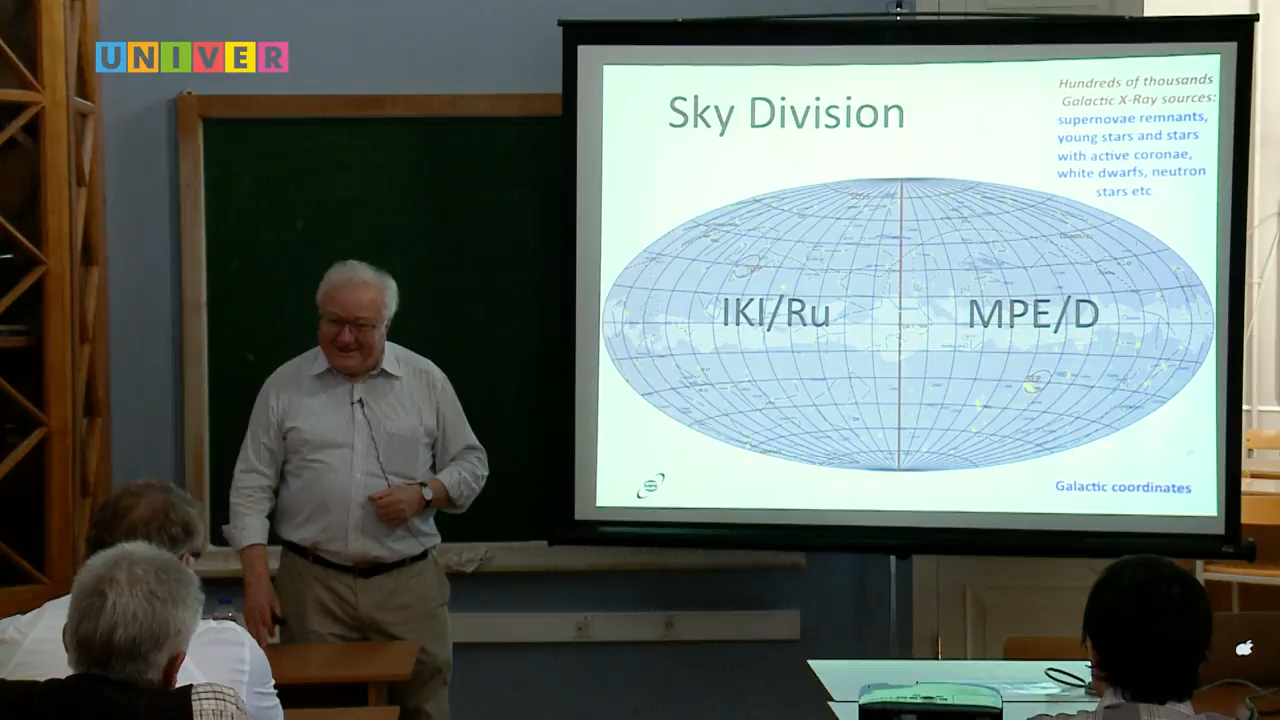 UNIVER
Sky Division
Hundreds of thousands
Galactic X-Ray sources:
supernovae remnants,
young stars and stars
with active coronae,
white dwarfs, neutron
stars etc
IKI/Ru
MPE/D
Galactic coordinates